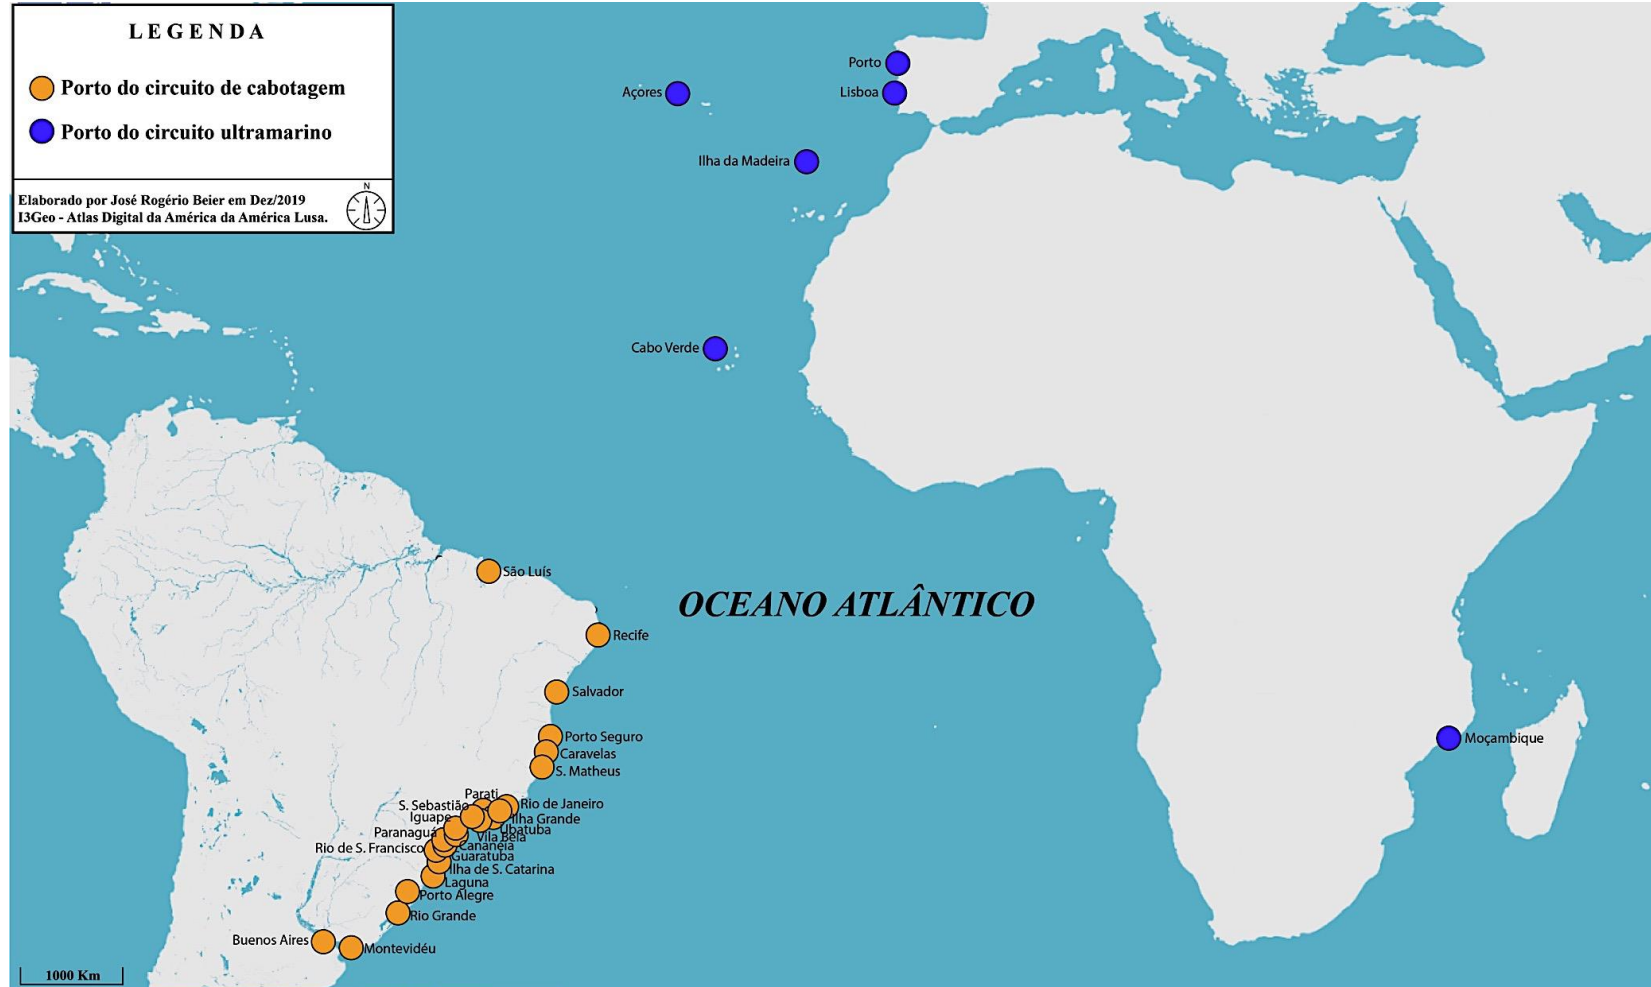 LEGENDA
Porto do circuito de cabotagem
Porto do circuito ultramarino
Elaborado por José Rogério Beier em Dez/2019
I3Geo - Atlas Digital da América da América Lusa.
N
Porto
Açores
Lisboa
Ilha da Madeira
Cabo Verde
São Luís
OCEANO ATLÂNTICO
Recife
Salvador
Porto Seguro
Moçambique
Caravelas
S. Matheus
Parati
S. Sebastião
Rio de Janeiro
Iguape
Ilha Grande
Ubatuba
Paranaguá
Vila Bela
Cananéia
Rio de S. Francisco
Guaratuba
Ilha de S. Catarina
Laguna
Porto Alegre
Rio Grande
Buenos Aires
Montevidéu
1000 Km